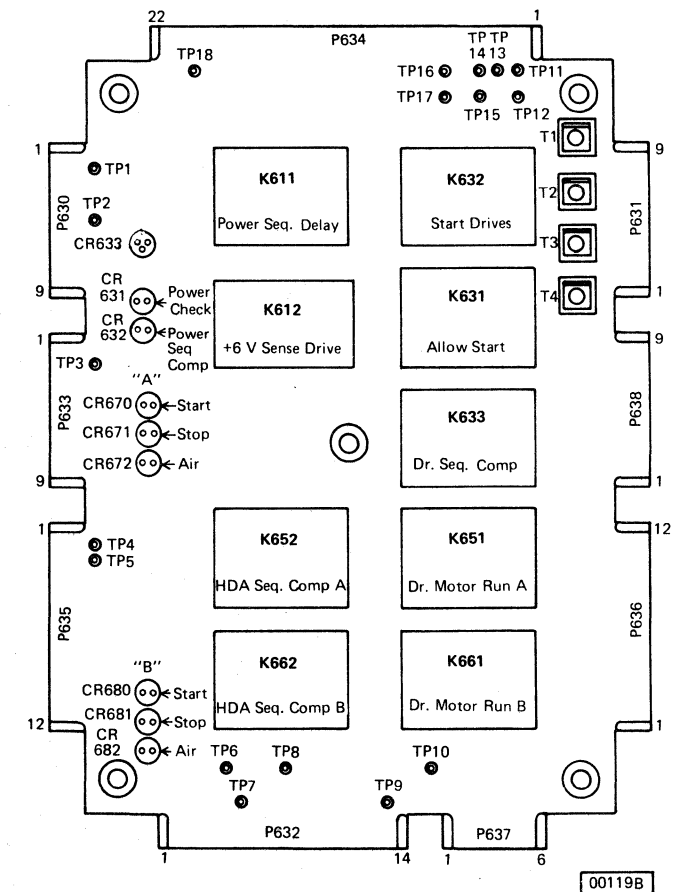 22
P634
1
TP18
TP TP
14 13
TP16
TP11
TP17
TP15
TP12
T1
1
9
TP1
K611
K632
P630
TP2
T2
P631
Power Seq. Delay
Start Drives
CR633
T3
CR
631
Power
Check
K612
K631
T4
9
1
CR
632
Power
Seq
Comp
1
9
+6 V Sense Drive
Allow Start
TP3
"A"
CR670
Start
P633
K633
P638
CR671
Stop
CR672
Air
Dr. Seq. Comp
9
1
1
12
TP4
K652
K651
TP5
HDA Seq. Comp A
Dr. Motor Run A
P635
P636
"B"
K662
K661
CR680
Start
HDA Seq. Comp B
Dr. Motor Run B
CR681
Stop
12
1
CR
682
Air
TP6
TP8
TP10
TP7
TP9
P632
P637
1
14
1
6
00119B